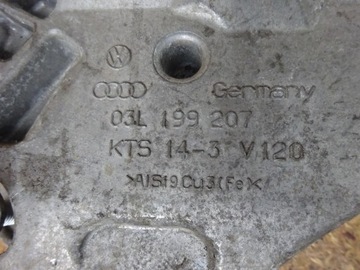 Germany
03L 199 207
KTS 14-3 V120
>AlSi9Cu3(Fe)<